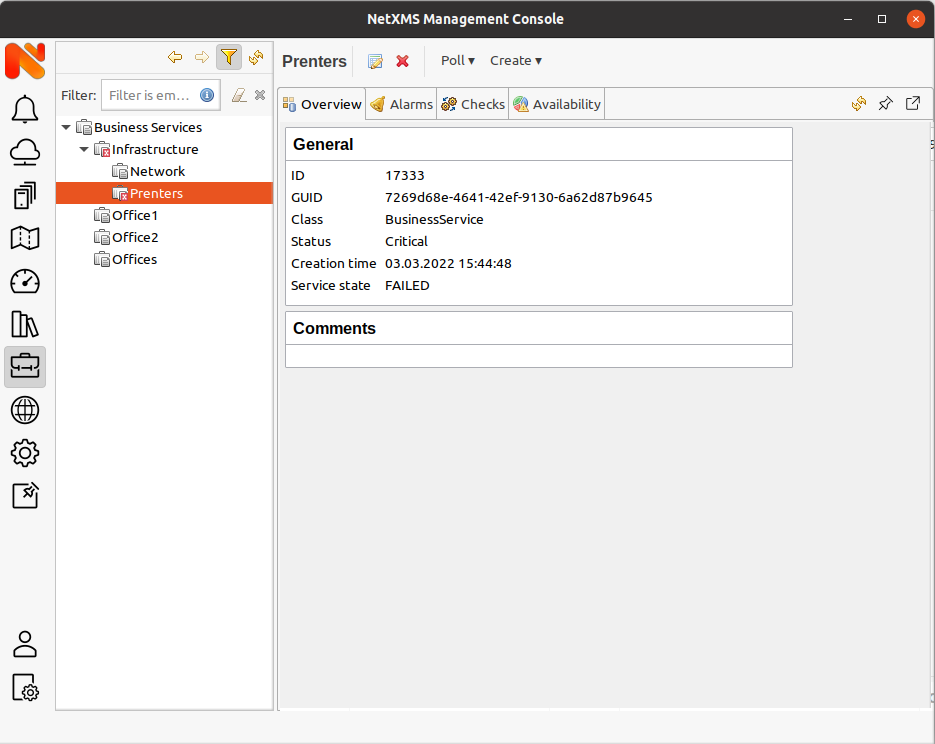 NetXMS Management Console
Prenters
Poll ▾ Create ▾
Filter: Filter is em...
Overview Alarms Checks Availability
Business Services
Infrastructure
Network
Prenters
Office1
Office2
Offices
General
ID 17333
GUID 7269d68e-4641-42ef-9130-6a62d87b9645
Class BusinessService
Status Critical
Creation time 03.03.2022 15:44:48
Service state FAILED
Comments